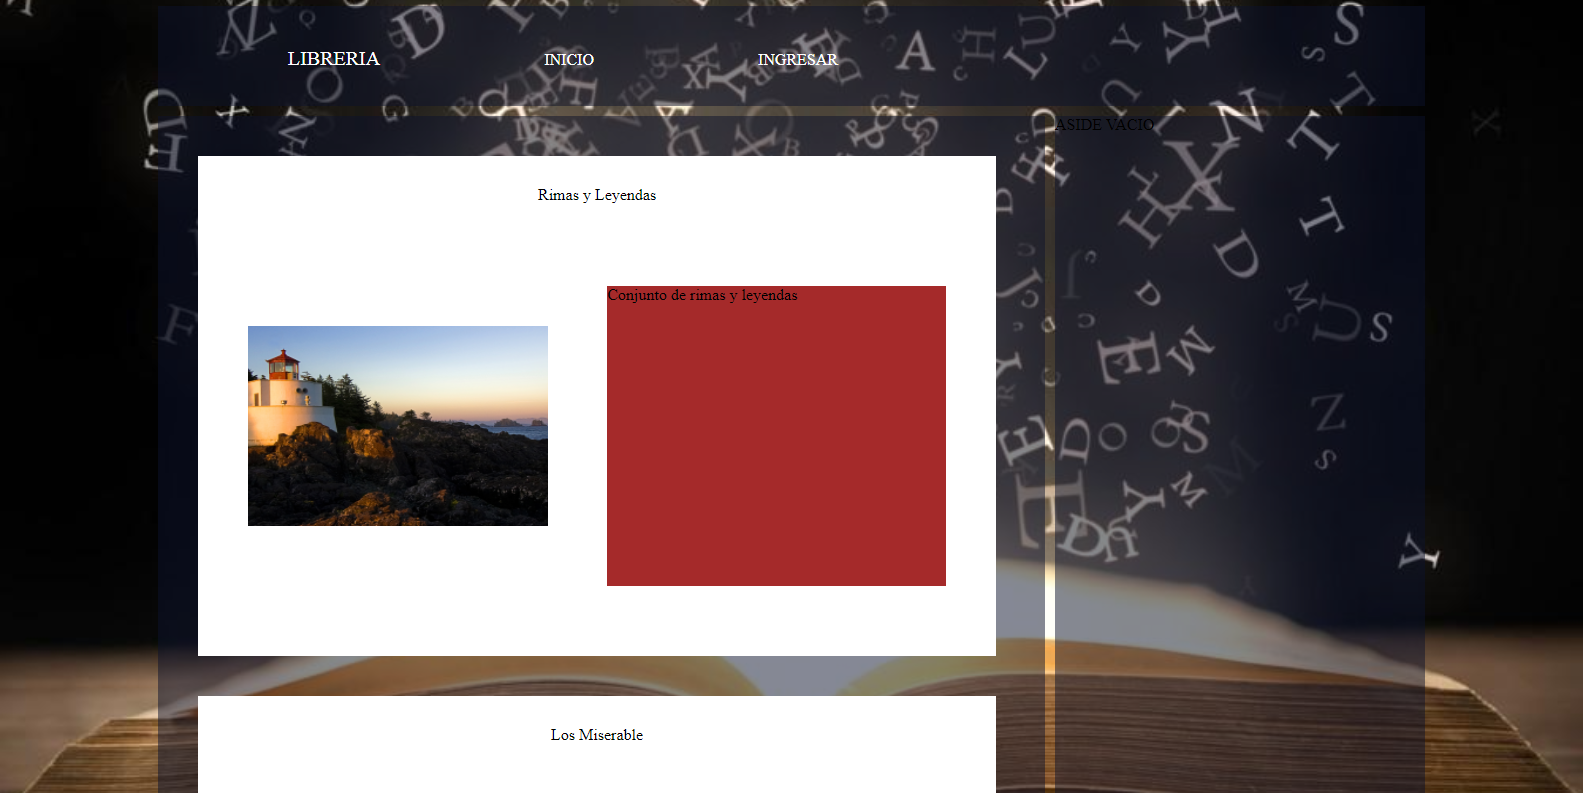 LIBRERIA
INICIO
INGRESAR
ASIDE VACIO
Rimas y Leyendas
Conjunto de rimas y leyendas
Los Miserable